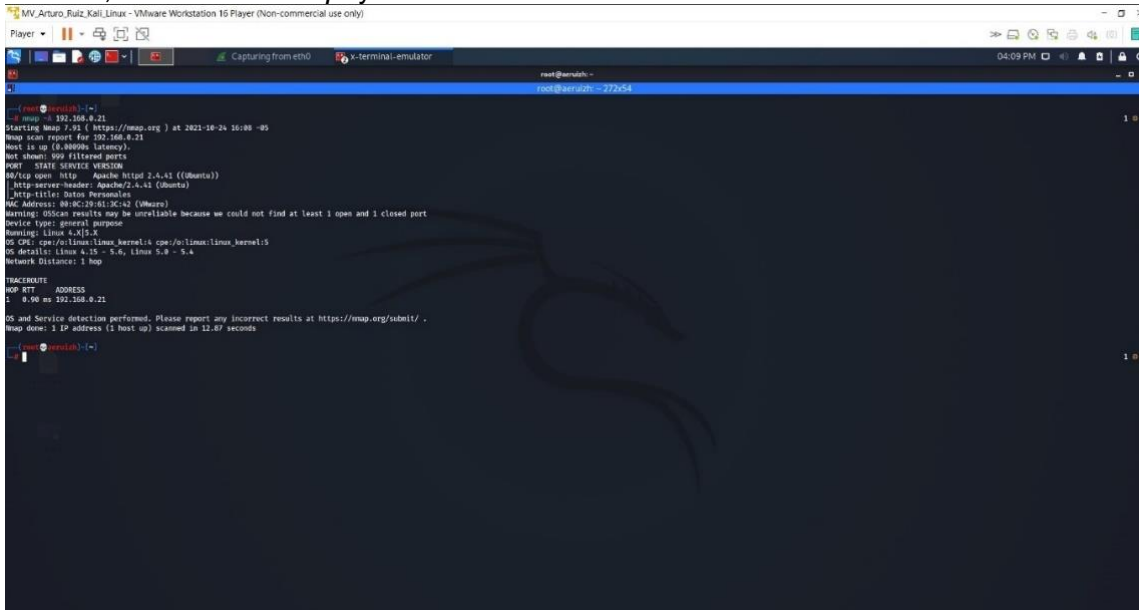 MV_Arturo_Ruiz_Kali_Linux - VMware Workstation 16 Player (Non-commercial use only)
Player
Capturing from eth0
x-terminal-emulator
04:09 PM
root@aeruizh: ~
root@aeruizh: ~ 272x54
(root aeruizh)-[~]
# nmap -A 192.168.0.21
Starting Nmap 7.91 ( https://nmap.org ) at 2021-10-24 16:08 -05
Nmap scan report for 192.168.0.21
Host is up (0.00090s latency).
Not shown: 999 filtered ports
PORT STATE SERVICE VERSION
80/tcp open http Apache httpd 2.4.41 ((Ubuntu))
|_http-server-header: Apache/2.4.41 (Ubuntu)
|_http-title: Datos Personales
MAC Address: 00:0C:29:61:3C:42 (VMware)
Warning: OSScan results may be unreliable because we could not find at least 1 open and 1 closed port
Device type: general purpose
Running: Linux 4.X|5.X
OS CPE: cpe:/o:linux:linux_kernel:4 cpe:/o:linux:linux_kernel:5
OS details: Linux 4.15 - 5.6, Linux 5.0 - 5.4
Network Distance: 1 hop
TRACEROUTE
HOP RTT ADDRESS
1 0.90 ms 192.168.0.21
OS and Service detection performed. Please report any incorrect results at https://nmap.org/submit/ .
Nmap done: 1 IP address (1 host up) scanned in 12.87 seconds
(root aeruizh)-[~]
#